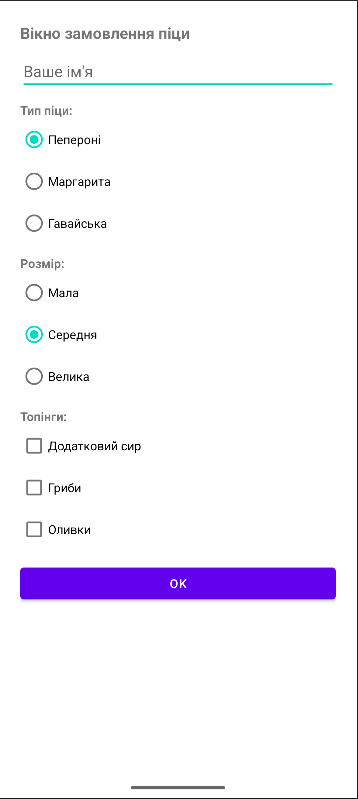 Вікно замовлення піци
Ваше ім'я
Тип піци:
Пепероні
Маргарита
Гавайська
Розмір:
Мала
Середня
Велика
Топінги:
Додатковий сир
Гриби
Оливки
OK